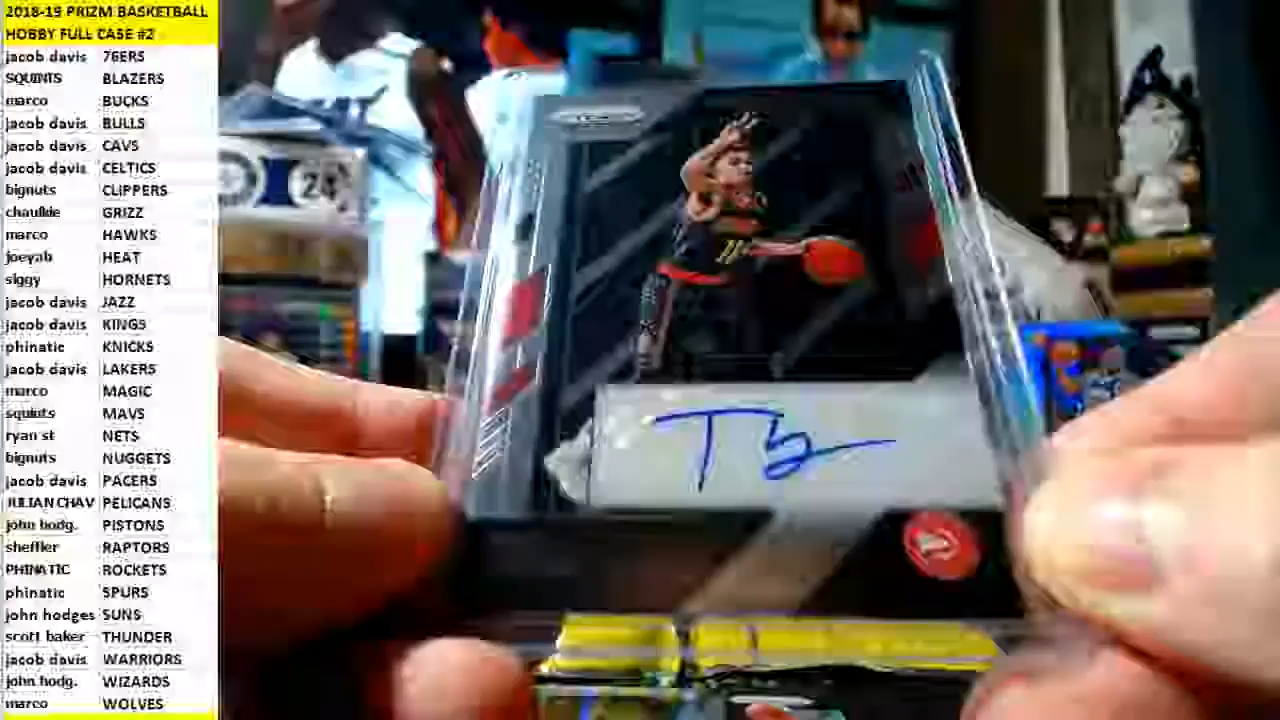 2018-19 PRIZM BASKETBALL
HOBBY FULL CASE #2
jacob davis 76ERS
SQUINTS BLAZERS
marco BUCKS
jacob davis BULLS
jacob davis CAVS
jacob davis CELTICS
bignuts CLIPPERS
chaulkie GRIZZ
marco HAWKS
joeyab HEAT
siggy HORNETS
jacob davis JAZZ
jacob davis KINGS
phinatic KNICKS
jacob davis LAKERS
marco MAGIC
squints MAVS
ryan st NETS
bignuts NUGGETS
jacob davis PACERS
JULIAN CHAV PELICANS
john hodg. PISTONS
sheffler RAPTORS
PHINATIC ROCKETS
phinatic SPURS
john hodges SUNS
scott baker THUNDER
jacob davis WARRIORS
john hodg. WIZARDS
marco WOLVES
24
11